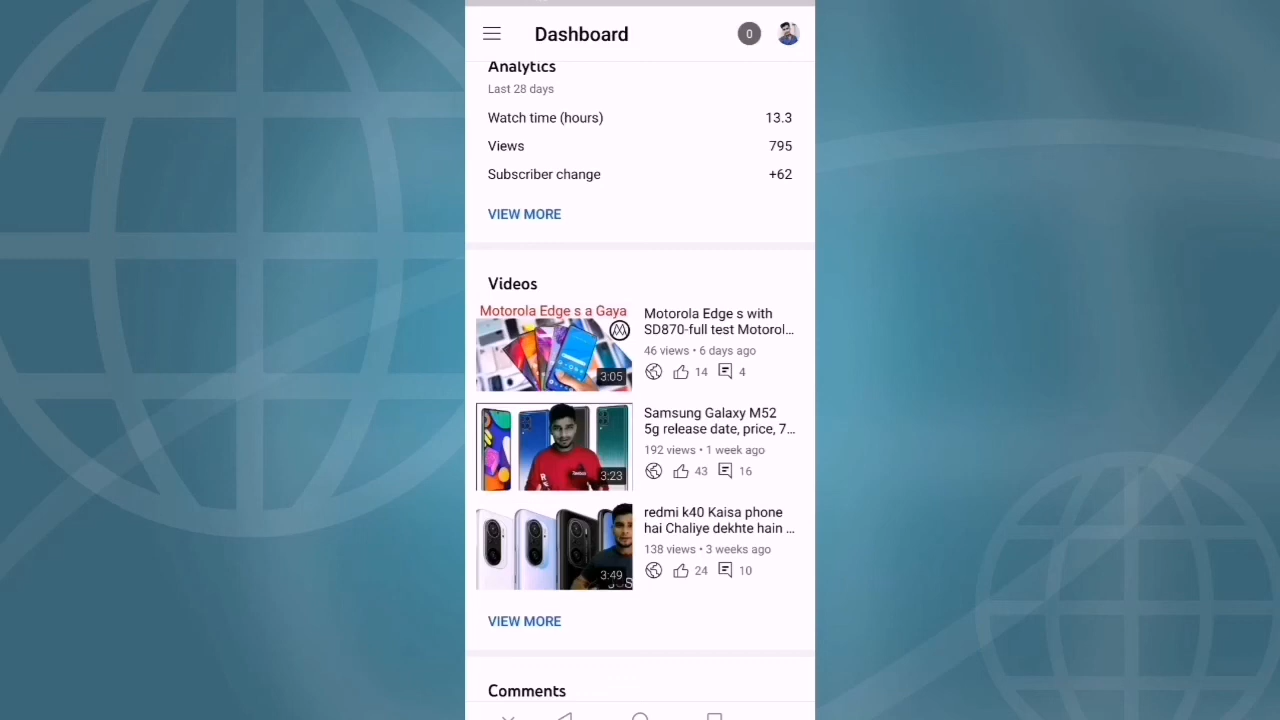 Dashboard
0
Analytics
Last 28 days
Watch time (hours) 13.3
Views 795
Subscriber change +62
VIEW MORE
Videos
Motorola Edge s a Gaya
3:05
Motorola Edge s with
SD870-full test Motorol...
46 views • 6 days ago
14 4
3:23
Samsung Galaxy M52
5g release date, price, 7...
192 views • 1 week ago
43 16
3:49
redmi k40 Kaisa phone
hai Chaliye dekhte hain ...
138 views • 3 weeks ago
24 10
VIEW MORE
Comments